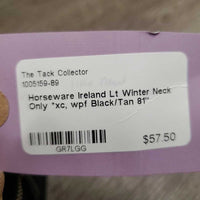 The Tack Collector
1005159-89
Horseware Ireland Lt Winter Neck
Only "xc, wpf Black/Tan 81"
$57.50
GR7LGG